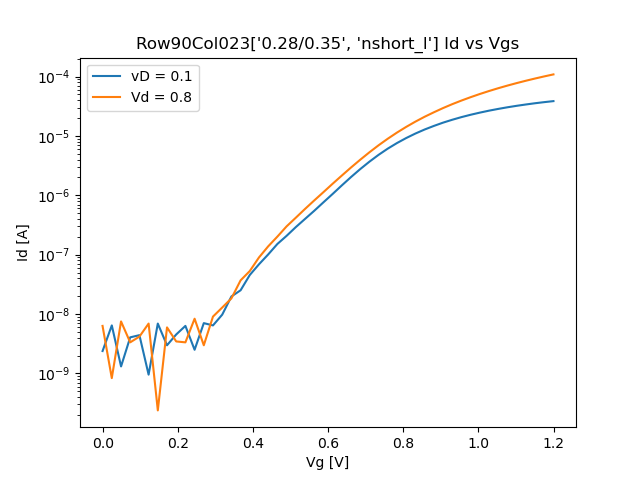 Row90Col023['0.28/0.35', 'nshort_l'] Id vs Vgs
vD = 0.1
Vd = 0.8
10⁻⁴
10⁻⁵
10⁻⁶
10⁻⁷
10⁻⁸
10⁻⁹
Id [A]
0.0 0.2 0.4 0.6 0.8 1.0 1.2
Vg [V]